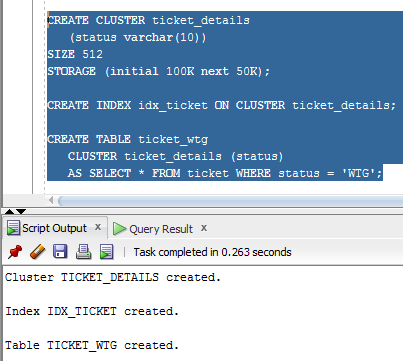 CREATE CLUSTER ticket_details
(status varchar(10))
SIZE 512
STORAGE (initial 100K next 50K);
CREATE INDEX idx_ticket ON CLUSTER ticket_details;
CREATE TABLE ticket_wtg
CLUSTER ticket_details (status)
AS SELECT * FROM ticket WHERE status = 'WTG';
Script Output x Query Result x
Task completed in 0.263 seconds
Cluster TICKET_DETAILS created.
Index IDX_TICKET created.
Table TICKET_WTG created.